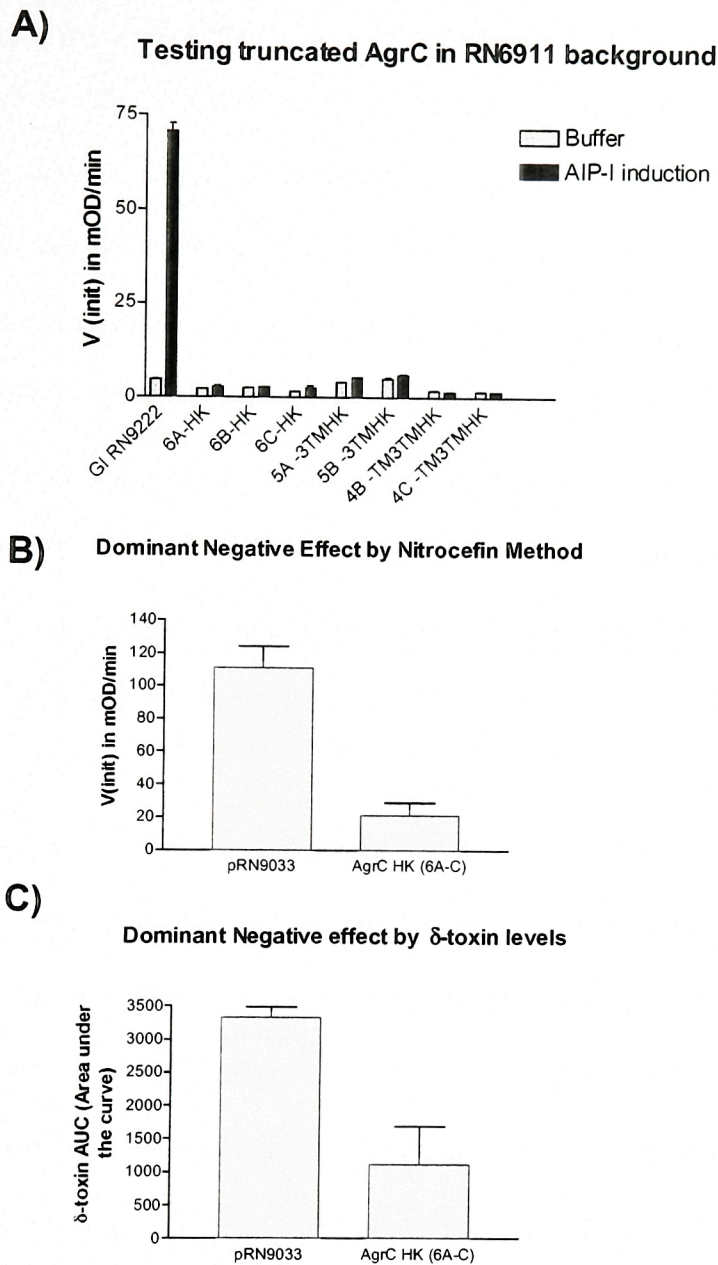 A)
Testing truncated AgrC in RN6911 background
Buffer
AIP-I induction
V (init) in mOD/min
75
50
25
0
GI RN9222
6A-HK
6B-HK
6C-HK
5A -3TMHK
5B -3TMHK
4B -TM3TMHK
4C -TM3TMHK
B)
Dominant Negative Effect by Nitrocefin Method
V(init) in mOD/min
140
120
100
80
60
40
20
0
pRN9033
AgrC HK (6A-C)
C)
Dominant Negative effect by δ-toxin levels
δ-toxin AUC (Area under
the curve)
3500
3000
2500
2000
1500
1000
500
0
pRN9033
AgrC HK (6A-C)